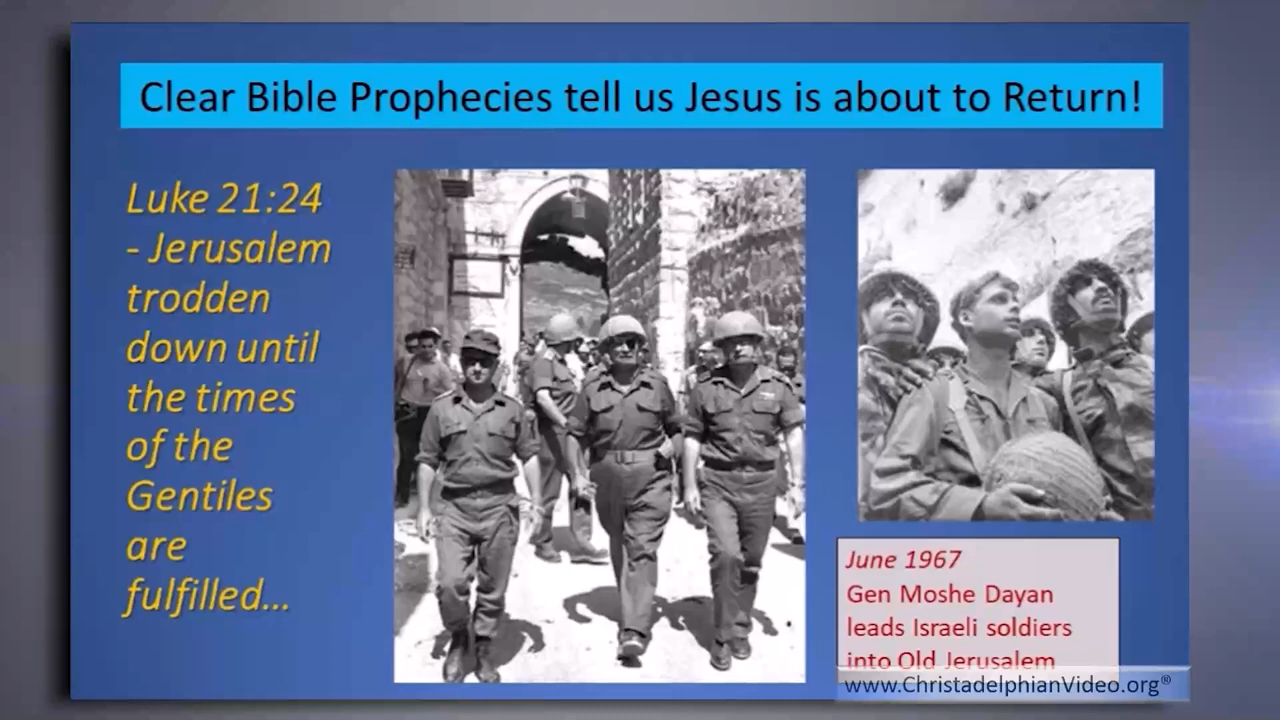 Clear Bible Prophecies tell us Jesus is about to Return!
Luke 21:24
- Jerusalem
trodden
down until
the times
of the
Gentiles
are
fulfilled...
June 1967
Gen Moshe Dayan
leads Israeli soldiers
into Old Jerusalem
www.ChristadelphianVideo.org®